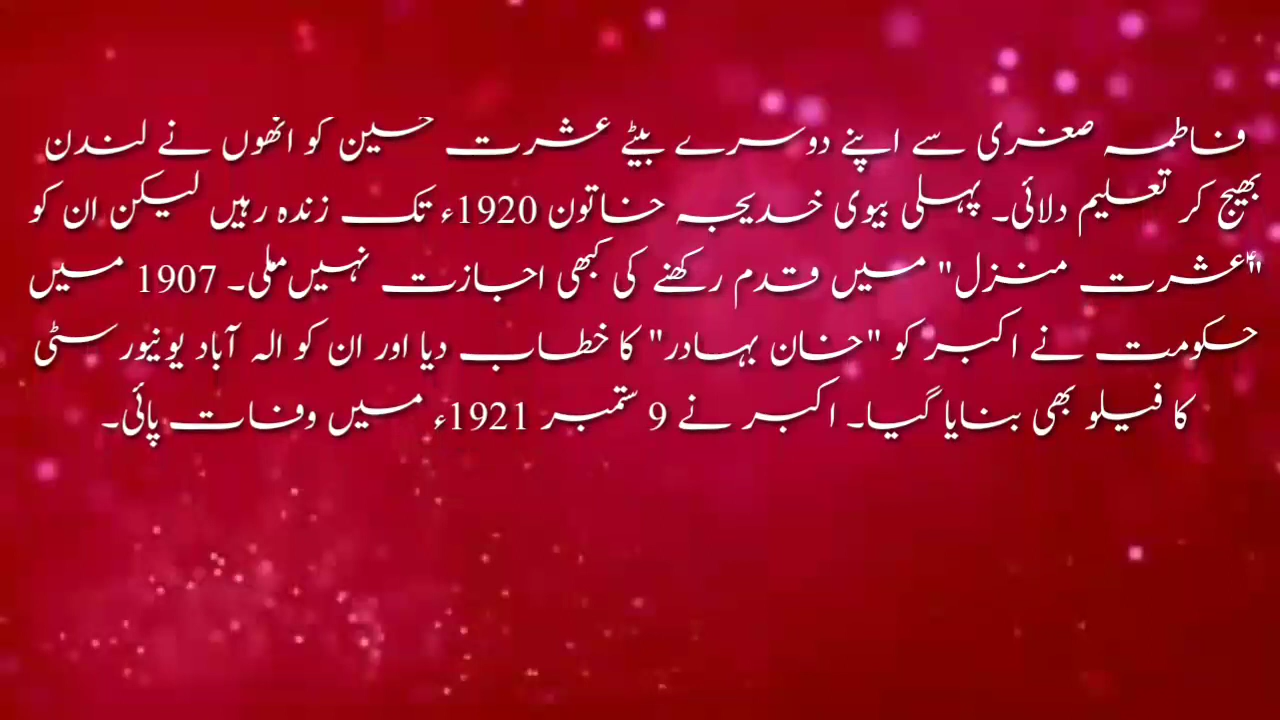 فاطمہ صغریٰ سے اپنے دوسرے بیٹے عشرت حسین کو انھوں نے لندن
بھیج کر تعلیم دلائی۔ پہلی بیوی خدیجہ خاتون 1920ء تک زندہ رہیں لیکن ان کو
"عشرت منزل" میں قدم رکھنے کی کبھی اجازت نہیں ملی۔ 1907 میں
حکومت نے اکبر کو "خان بہادر" کا خطاب دیا اور ان کو الہ آباد یونیورسٹی
کا فیلو بھی بنایا گیا۔ اکبر نے 9 ستمبر 1921ء میں وفات پائی۔